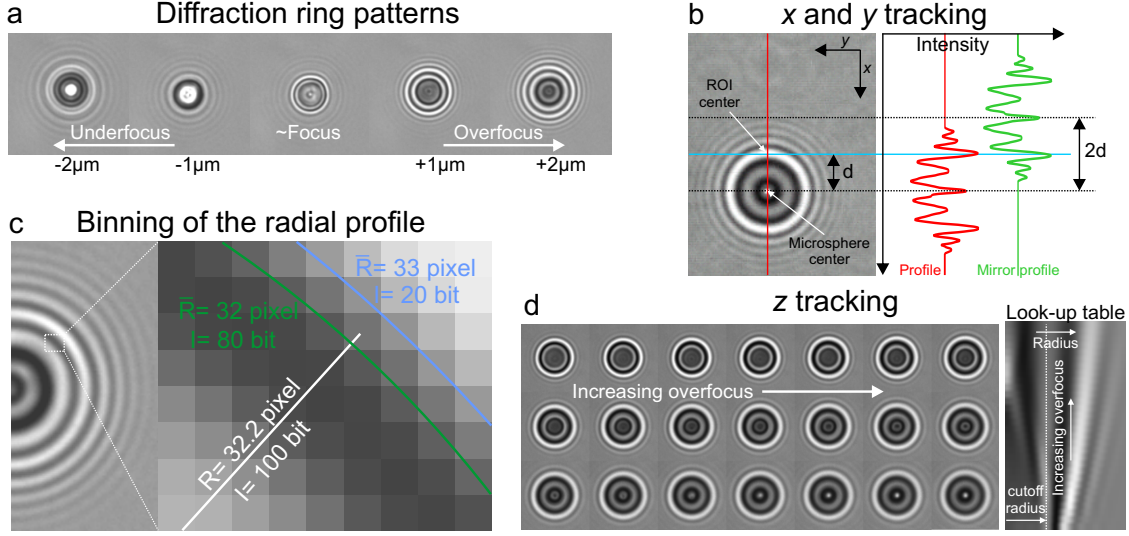 a
Diffraction ring patterns
Underfocus
~Focus
Overfocus
-2µm
-1µm
+1µm
+2µm
b
x and y tracking
y
x
Intensity
ROI
center
d
2d
Microsphere
center
Profile
Mirror profile
c
Binning of the radial profile
R̅= 33 pixel
I= 20 bit
R̅= 32 pixel
I= 80 bit
R= 32.2 pixel
I= 100 bit
d
z tracking
Increasing overfocus
Look-up table
Radius
Increasing overfocus
cutoff
radius